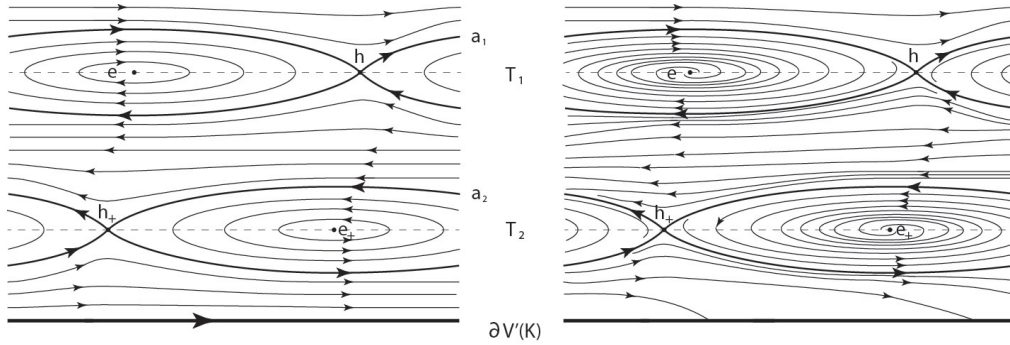 h a₁ h
e T₁ e
h₊ a₂ h₊
e₊ T₂ e₊
∂V'(K)